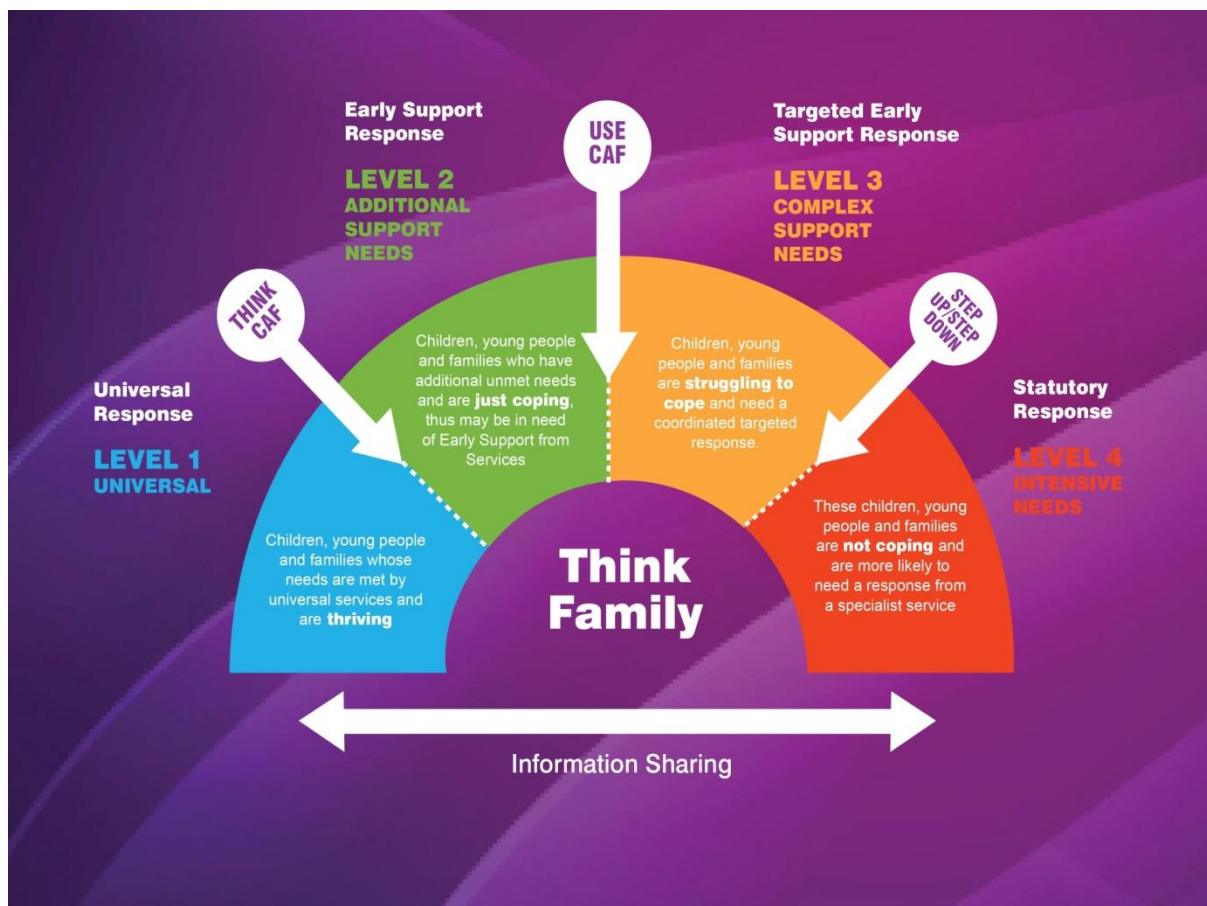 Early Support
Response
LEVEL 2
ADDITIONAL
SUPPORT
NEEDS
USE
CAF
Targeted Early
Support Response
LEVEL 3
COMPLEX
SUPPORT
NEEDS
THINK
CAF
STEP
UP/STEP
DOWN
Universal
Response
LEVEL 1
UNIVERSAL
Children, young people
and families who have
additional unmet needs
and are just coping,
thus may be in need
of Early Support from
Services
Children, young
people and families
are struggling to
cope and need a
coordinated targeted
response.
Statutory
Response
LEVEL 4
INTENSIVE
NEEDS
Children, young people
and families whose
needs are met by
universal services and
are thriving
Think
Family
These children, young
people and families
are not coping and
are more likely to
need a response from
a specialist service
Information Sharing